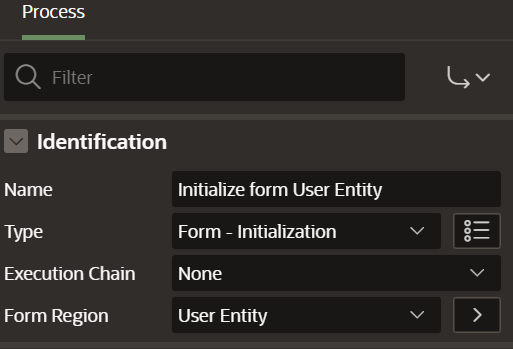 Process
Filter
Identification
Name Initialize form User Entity
Type Form - Initialization
Execution Chain None
Form Region User Entity